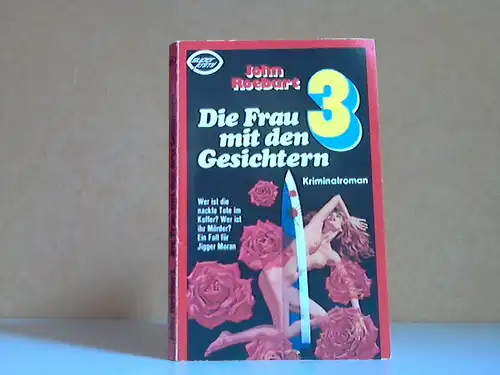 John
Roeburt
Die Frau
mit den 3
Gesichtern
Kriminalroman
Wer ist die
nackte Tote im
Koffer? Wer ist
ihr Mörder?
Ein Fall für
Jigger Moran